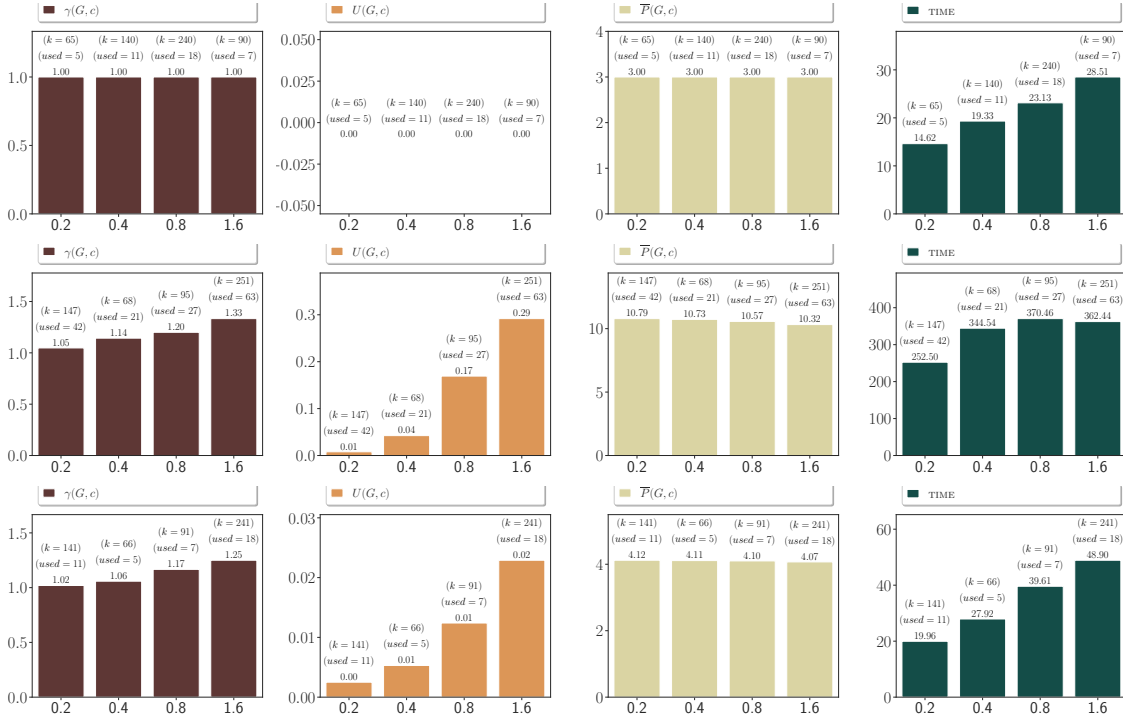 γ(G, c)
(k = 65)
(used = 5)
1.00
(k = 140)
(used = 11)
1.00
(k = 240)
(used = 18)
1.00
(k = 90)
(used = 7)
1.00
1.0
0.5
0.0
0.2 0.4 0.8 1.6
U(G, c)
0.050
0.025
0.000
-0.025
-0.050
(k = 65)
(used = 5)
0.00
(k = 140)
(used = 11)
0.00
(k = 240)
(used = 18)
0.00
(k = 90)
(used = 7)
0.00
0.2 0.4 0.8 1.6
P̅(G, c)
4
3
2
1
0
(k = 65)
(used = 5)
3.00
(k = 140)
(used = 11)
3.00
(k = 240)
(used = 18)
3.00
(k = 90)
(used = 7)
3.00
0.2 0.4 0.8 1.6
TIME
30
20
10
0
(k = 65)
(used = 5)
14.62
(k = 140)
(used = 11)
19.33
(k = 240)
(used = 18)
23.13
(k = 90)
(used = 7)
28.51
0.2 0.4 0.8 1.6
γ(G, c)
1.5
1.0
0.5
0.0
(k = 147)
(used = 42)
1.05
(k = 68)
(used = 21)
1.14
(k = 95)
(used = 27)
1.20
(k = 251)
(used = 63)
1.33
0.2 0.4 0.8 1.6
U(G, c)
0.3
0.2
0.1
0.0
(k = 147)
(used = 42)
0.01
(k = 68)
(used = 21)
0.04
(k = 95)
(used = 27)
0.17
(k = 251)
(used = 63)
0.29
0.2 0.4 0.8 1.6
P̅(G, c)
10
5
0
(k = 147)
(used = 42)
10.79
(k = 68)
(used = 21)
10.73
(k = 95)
(used = 27)
10.57
(k = 251)
(used = 63)
10.32
0.2 0.4 0.8 1.6
TIME
400
300
200
100
0
(k = 147)
(used = 42)
252.50
(k = 68)
(used = 21)
344.54
(k = 95)
(used = 27)
370.46
(k = 251)
(used = 63)
362.44
0.2 0.4 0.8 1.6
γ(G, c)
1.5
1.0
0.5
0.0
(k = 141)
(used = 11)
1.02
(k = 66)
(used = 5)
1.06
(k = 91)
(used = 7)
1.17
(k = 241)
(used = 18)
1.25
0.2 0.4 0.8 1.6
U(G, c)
0.03
0.02
0.01
0.00
(k = 141)
(used = 11)
0.00
(k = 66)
(used = 5)
0.01
(k = 91)
(used = 7)
0.01
(k = 241)
(used = 18)
0.02
0.2 0.4 0.8 1.6
P̅(G, c)
4
2
0
(k = 141)
(used = 11)
4.12
(k = 66)
(used = 5)
4.11
(k = 91)
(used = 7)
4.10
(k = 241)
(used = 18)
4.07
0.2 0.4 0.8 1.6
TIME
60
40
20
0
(k = 141)
(used = 11)
19.96
(k = 66)
(used = 5)
27.92
(k = 91)
(used = 7)
39.61
(k = 241)
(used = 18)
48.90
0.2 0.4 0.8 1.6